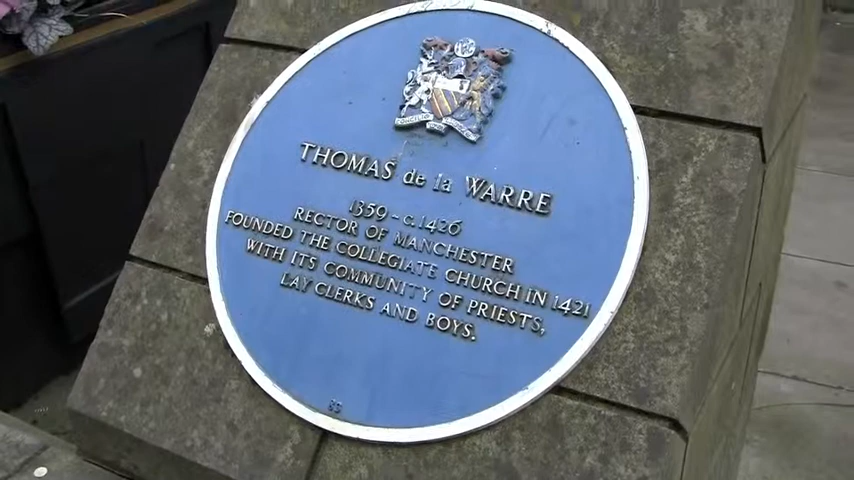 THOMAS de la WARRE
1359-c.1426
RECTOR OF MANCHESTER
FOUNDED THE COLLEGIATE CHURCH IN 1421
WITH ITS COMMUNITY OF PRIESTS,
LAY CLERKS AND BOYS.